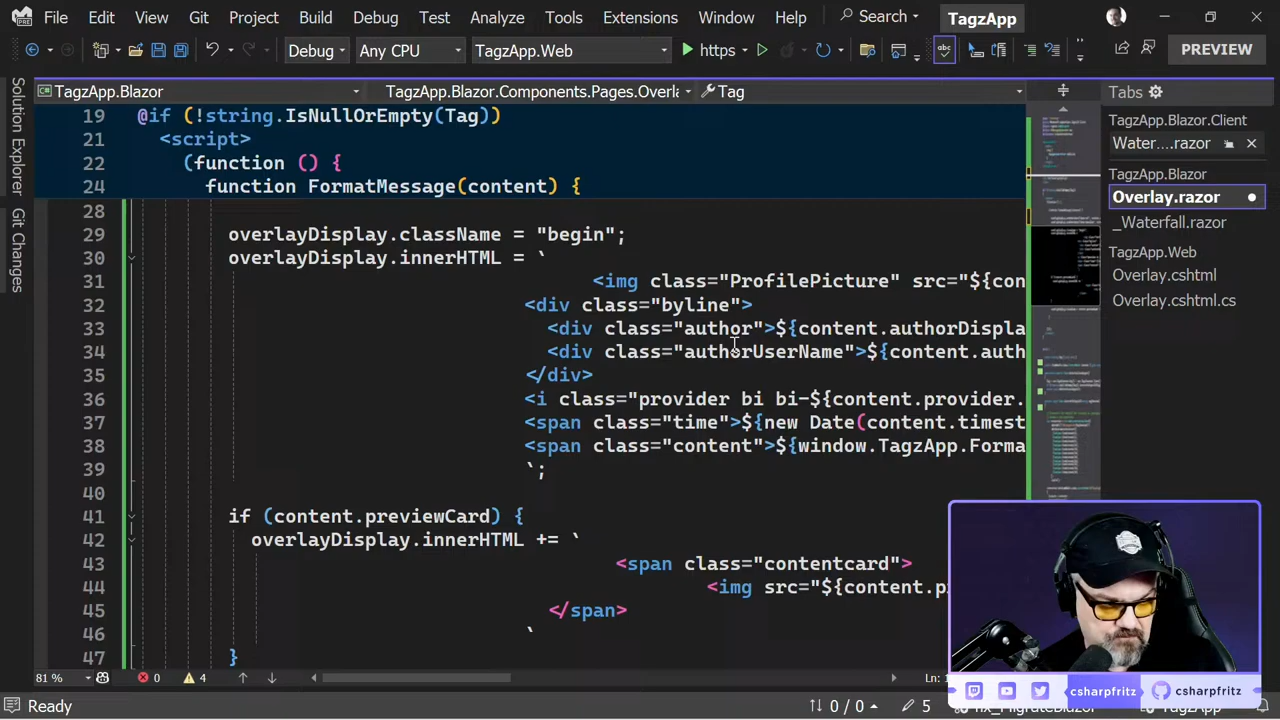 File Edit View Git Project Build Debug Test Analyze Tools Extensions Window Help Search TagzApp
Debug Any CPU TagzApp.Web https abc PREVIEW
TagzApp.Blazor TagzApp.Blazor.Components.Pages.Overla Tag Tabs
Solution Explorer
Git Changes
19 @if (!string.IsNullOrEmpty(Tag))
21 <script>
22 (function () {
24 function FormatMessage(content) {
28
29 overlayDisplay.className =
30 overlayDisplay.innerHTML = `
31 <img class="ProfilePicture" src="${con
32 <div class="byline">
33 <div class="author">${content.authorDispla
34 <div class="authorUserName">${content.auth
35 </div>
36 <i class="provider bi bi-${content.provider.
37 class="time">${ (content.timest
38 <span class="content">${window.TagzApp.Forma
39 `;
40
41 if (content.previewCard) {
42 overlayDisplay.innerHTML += `
43 <span class="contentcard">
44 <img src="${content.p
45 </span>
46 `
47 }
TagzApp.Blazor.Client
Water....razor
TagzApp.Blazor
Overlay.razor
_Waterfall.razor
TagzApp.Web
Overlay.cshtml
Overlay.cshtml.cs
81 % 0 4 Ln:
csharpfritz csharpfritz
Ready 0 / 0 5